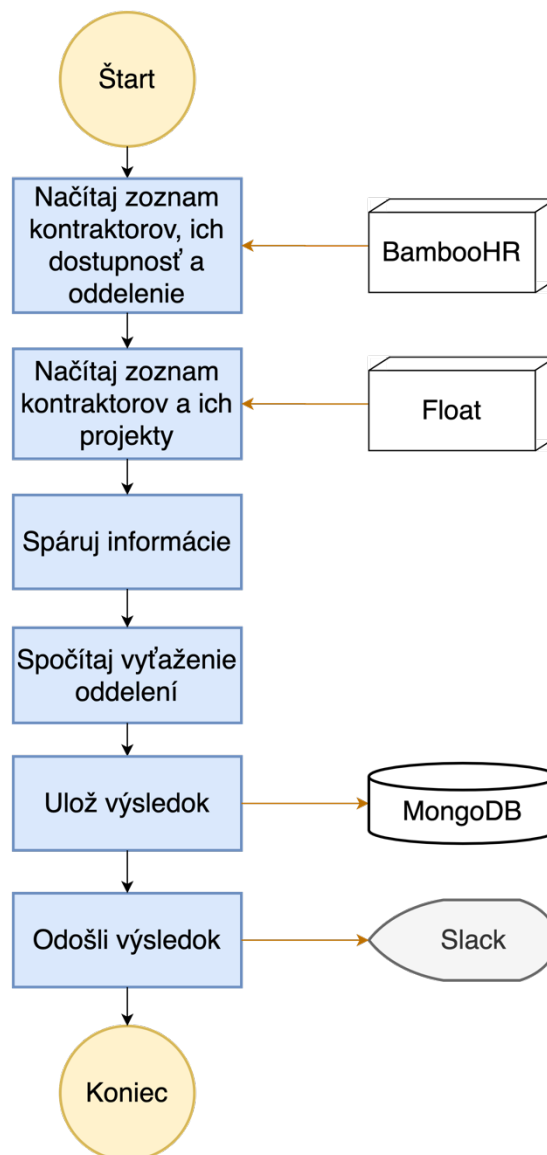 Štart
Načítaj zoznam
kontraktorov, ich
dostupnosť a
oddelenie
BambooHR
Načítaj zoznam
kontraktorov a ich
projekty
Float
Spáruj informácie
Spočítaj vyťaženie
oddelení
Ulož výsledok
MongoDB
Odošli výsledok
Slack
Koniec